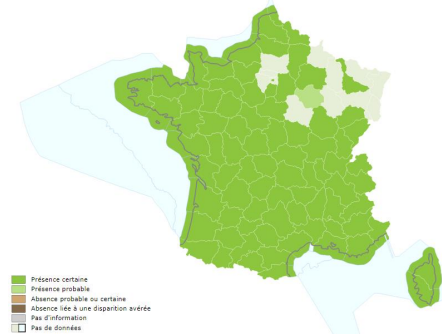 Présence certaine
Présence probable
Absence probable ou certaine
Absence liée à une disparition avérée
Pas d'information
Pas de données